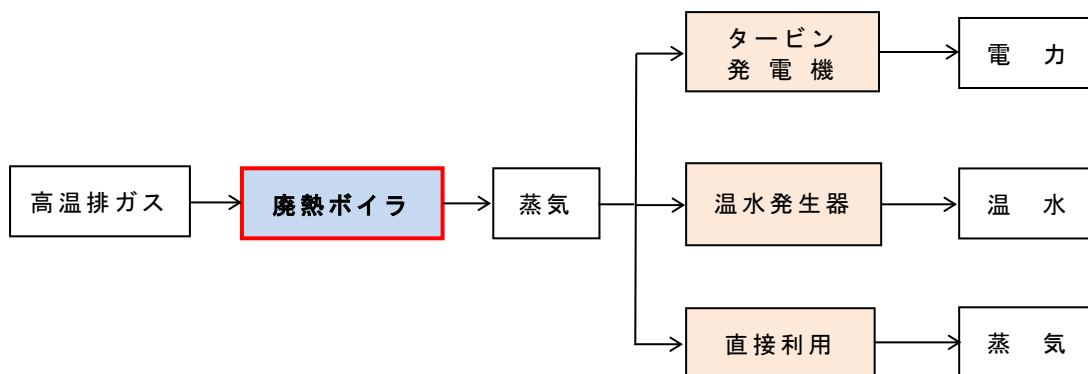 高温排ガス
廃熱ボイラ
蒸気
タービン
発電機
電力
温水発生器
温水
直接利用
蒸気